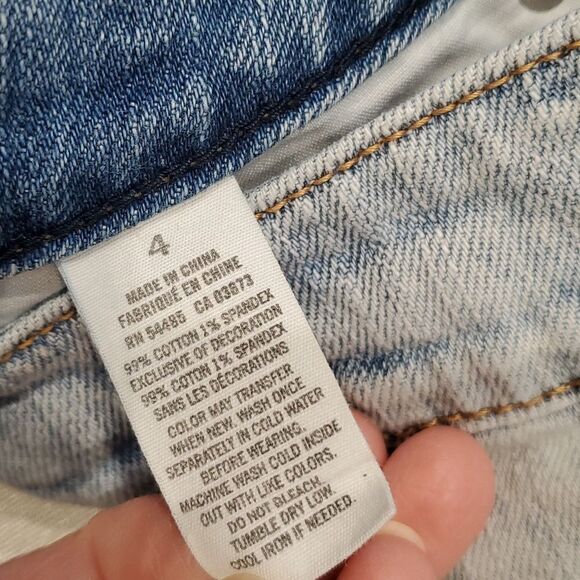 4
MADE IN CHINA
FABRIQUE EN CHINE
RN 54485 CA 03673
99% COTTON 1% SPANDEX
EXCLUSIVE OF DECORATION
99% COTTON 1% SPANDEX
SANS LES DÉCORATIONS
COLOR MAY TRANSFER
WHEN NEW. WASH ONCE
SEPARATELY IN COLD WATER
BEFORE WEARING.
MACHINE WASH COLD INSIDE
OUT WITH LIKE COLORS.
DO NOT BLEACH.
TUMBLE DRY LOW.
COOL IRON IF NEEDED.